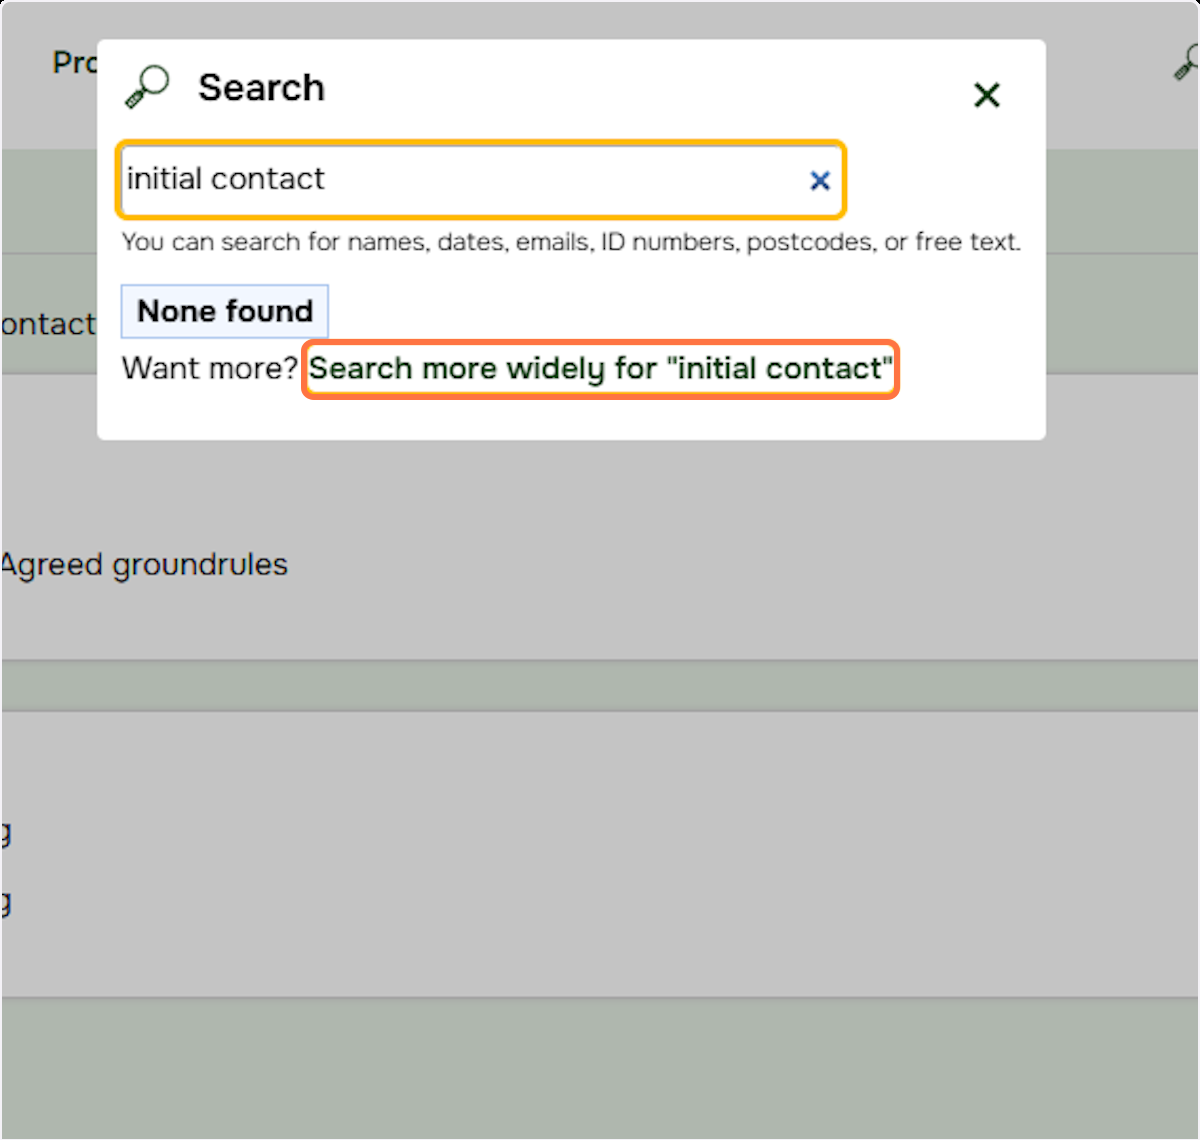 Pro
Search
initial contact
You can search for names, dates, emails, ID numbers, postcodes, or free text.
None found
ontact
Want more? Search more widely for "initial contact"
Agreed groundrules
g
g